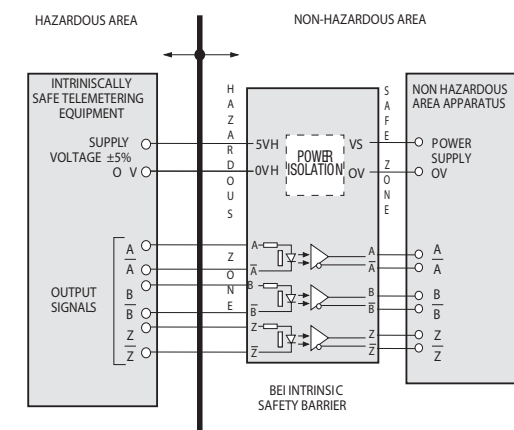 HAZARDOUS AREA
NON-HAZARDOUS AREA
INTRINISCALLY
SAFE TELEMETERING
EQUIPMENT
SUPPLY
VOLTAGE ±5%
O V
OUTPUT
SIGNALS
A
A̅
B
B̅
Z
Z̅
HAZARDOUS ZONE
5VH
0VH
POWER
ISOLATION
VS
OV
A
A̅
B
B̅
Z
Z̅
A
A̅
B
B̅
Z
Z̅
SAFE ZONE
BEI INTRINSIC
SAFETY BARRIER
NON HAZARDOUS
AREA APPARATUS
POWER
SUPPLY
OV
A
A̅
B
B̅
Z
Z̅